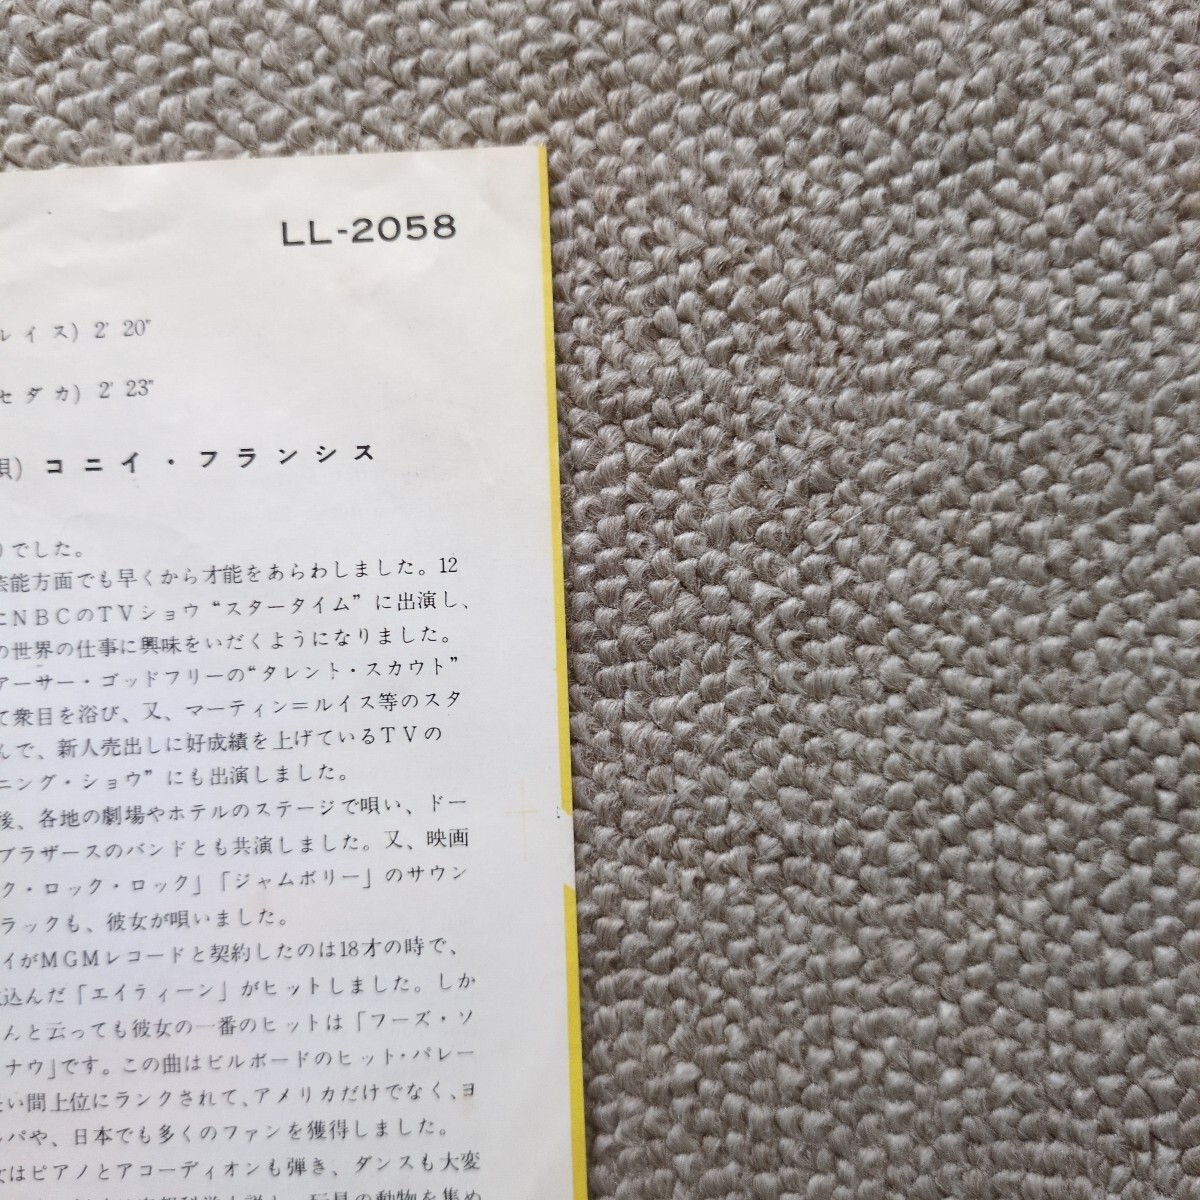 LL-2058
ルイス) 2′ 20″
セダカ) 2′ 23″
唄) コニイ・フランシス
りでした。
芸能方面でも早くから才能をあらわしました。12
にNBCのTVショウ“スタータイム”に出演し、
の世界の仕事に興味をいだくようになりました。
アーサー・ゴッドフリーの“タレント・スカウト”
て衆目を浴び、又、マーティン＝ルイス等のスタ
んで、新人売出しに好成績を上げているTVの
ニング・ショウ”にも出演しました。
後、各地の劇場やホテルのステージで唄い、ドー
ブラザースのバンドとも共演しました。又、映画
ク・ロック・ロック」「ジャムボリー」のサウン
ラックも、彼女が唄いました。
イがMGMレコードと契約したのは18才の時で、
込んだ「エイティーン」がヒットしました。しか
んと云っても彼女の一番のヒットは「フーズ・ソ
ナウ」です。この曲はビルボードのヒット・パレー
い間上位にランクされて、アメリカだけでなく、ヨ
パや、日本でも多くのファンを獲得しました。
女はピアノとアコーディオンも弾き、ダンスも大変
玩具の動物を集め